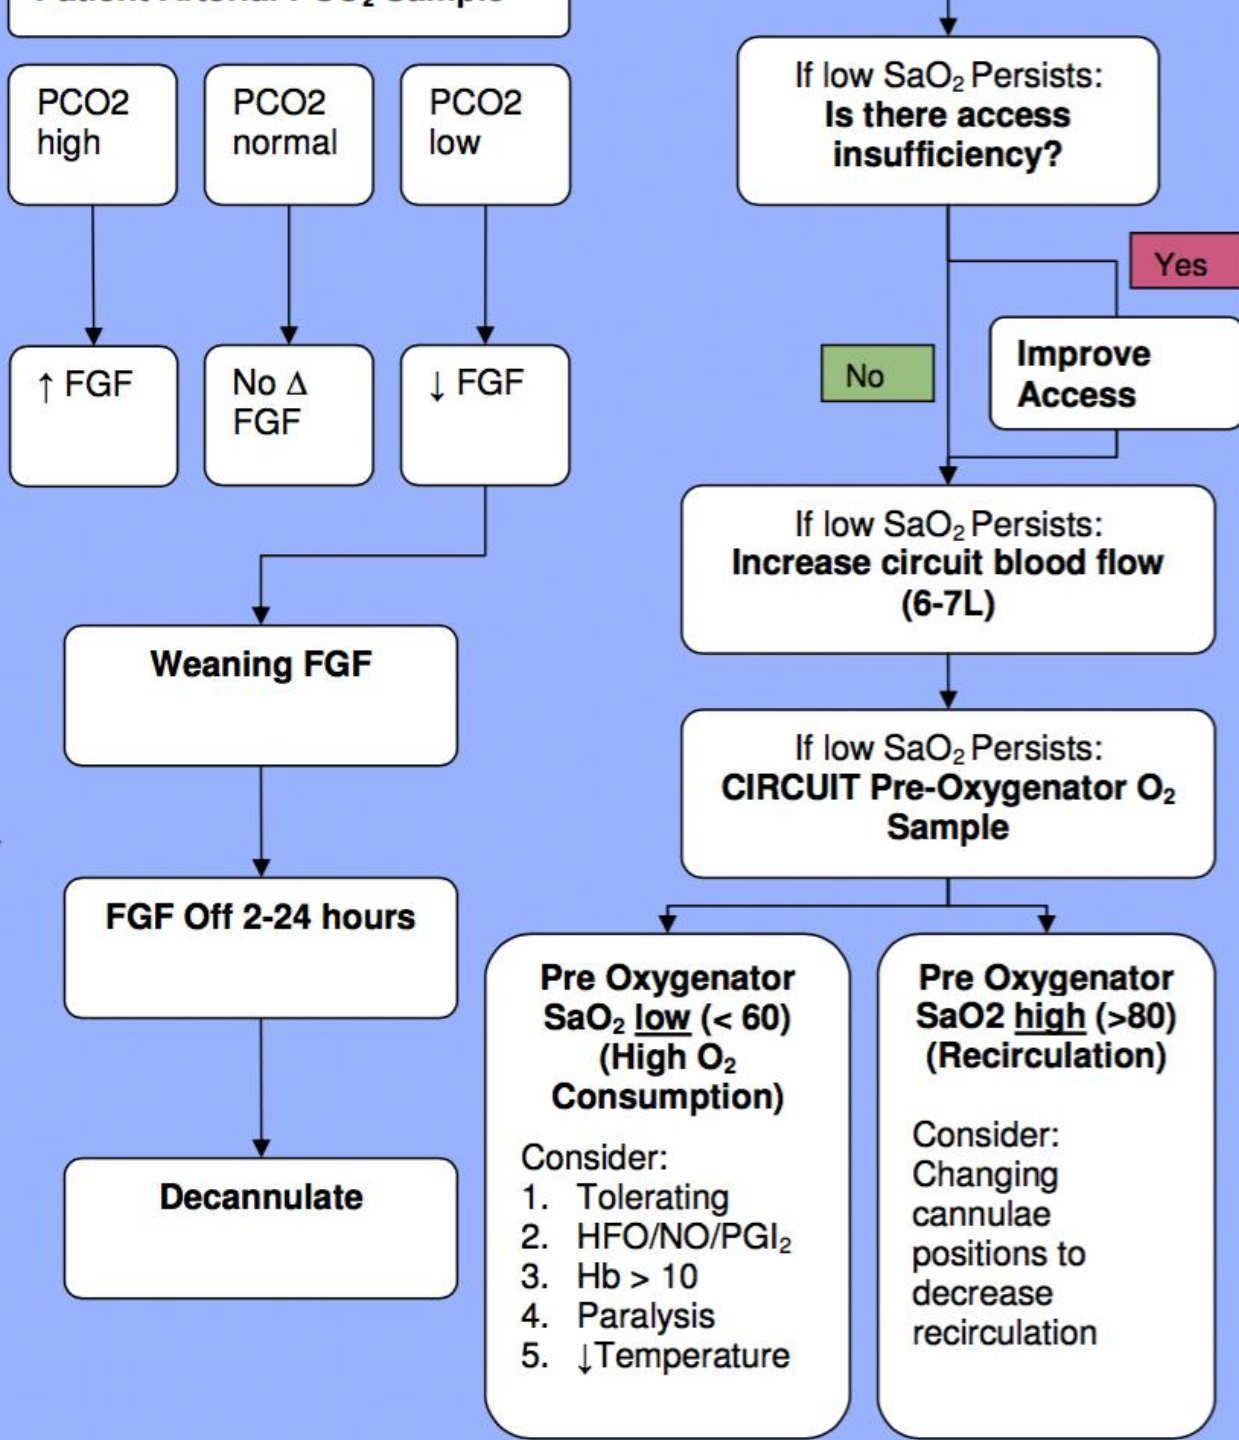 PCO2
high
PCO2
normal
PCO2
low
↑ FGF
No Δ
FGF
↓ FGF
Weaning FGF
FGF Off 2-24 hours
Decannulate
If low SaO₂ Persists:
Is there access
insufficiency?
Yes
No
Improve
Access
If low SaO₂ Persists:
Increase circuit blood flow
(6-7L)
If low SaO₂ Persists:
CIRCUIT Pre-Oxygenator O₂
Sample
Pre Oxygenator
SaO₂ low (< 60)
(High O₂
Consumption)
Consider:
1. Tolerating
2. HFO/NO/PGI₂
3. Hb > 10
4. Paralysis
5. ↓Temperature
Pre Oxygenator
SaO2 high (>80)
(Recirculation)
Consider:
Changing
cannulae
positions to
decrease
recirculation